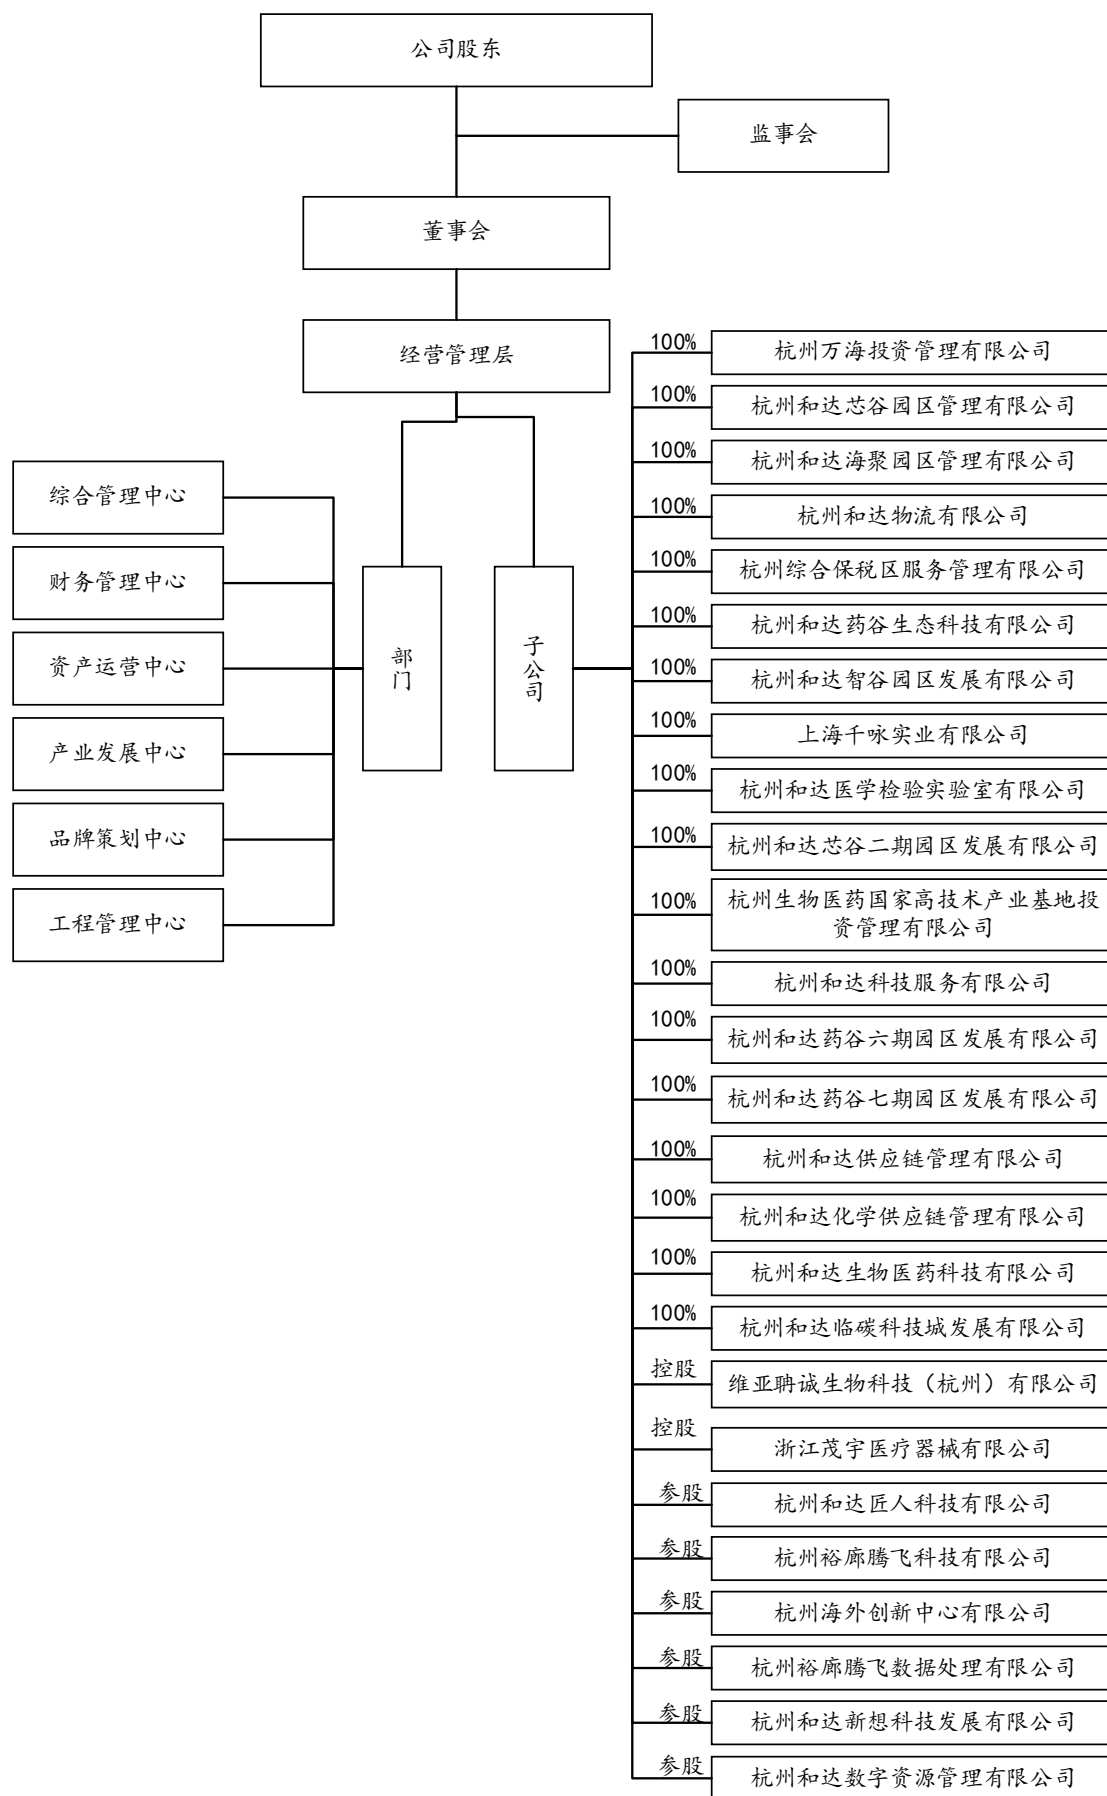 公司股东
监事会
董事会
经营管理层
综合管理中心
财务管理中心
资产运营中心
产业发展中心
品牌策划中心
工程管理中心
部门
子公司
100%
杭州万海投资管理有限公司
100%
杭州和达芯谷园区管理有限公司
100%
杭州和达海聚园区管理有限公司
100%
杭州和达物流有限公司
100%
杭州综合保税区服务管理有限公司
100%
杭州和达药谷生态科技有限公司
100%
杭州和达智谷园区发展有限公司
100%
上海千咏实业有限公司
100%
杭州和达医学检验实验室有限公司
100%
杭州和达芯谷二期园区发展有限公司
100%
杭州生物医药国家高技术产业基地投
资管理有限公司
100%
杭州和达科技服务有限公司
100%
杭州和达药谷六期园区发展有限公司
100%
杭州和达药谷七期园区发展有限公司
100%
杭州和达供应链管理有限公司
100%
杭州和达化学供应链管理有限公司
100%
杭州和达生物医药科技有限公司
100%
杭州和达临碳科技城发展有限公司
控股
维亚聃诚生物科技（杭州）有限公司
控股
浙江茂宇医疗器械有限公司
参股
杭州和达匠人科技有限公司
参股
杭州裕廊腾飞科技有限公司
参股
杭州海外创新中心有限公司
参股
杭州裕廊腾飞数据处理有限公司
参股
杭州和达新想科技发展有限公司
参股
杭州和达数字资源管理有限公司